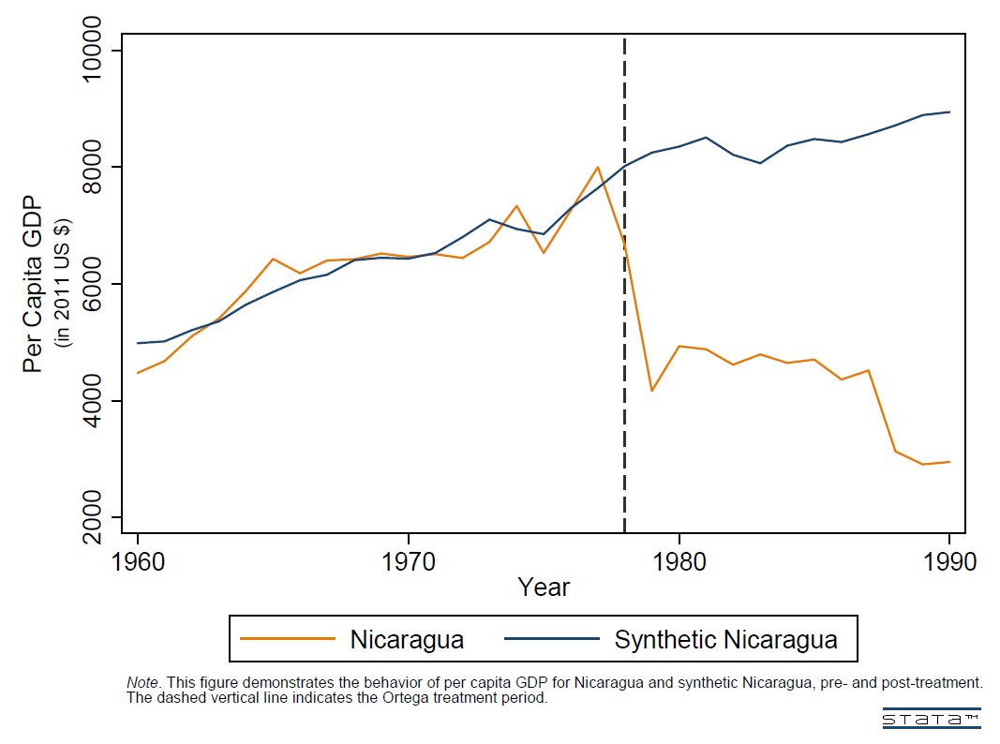 Per Capita GDP
(in 2011 US $)
10000
8000
6000
4000
2000
1960 1970 1980 1990
Year
Nicaragua Synthetic Nicaragua
Note. This figure demonstrates the behavior of per capita GDP for Nicaragua and synthetic Nicaragua, pre- and post-treatment.
The dashed vertical line indicates the Ortega treatment period.
STATA™